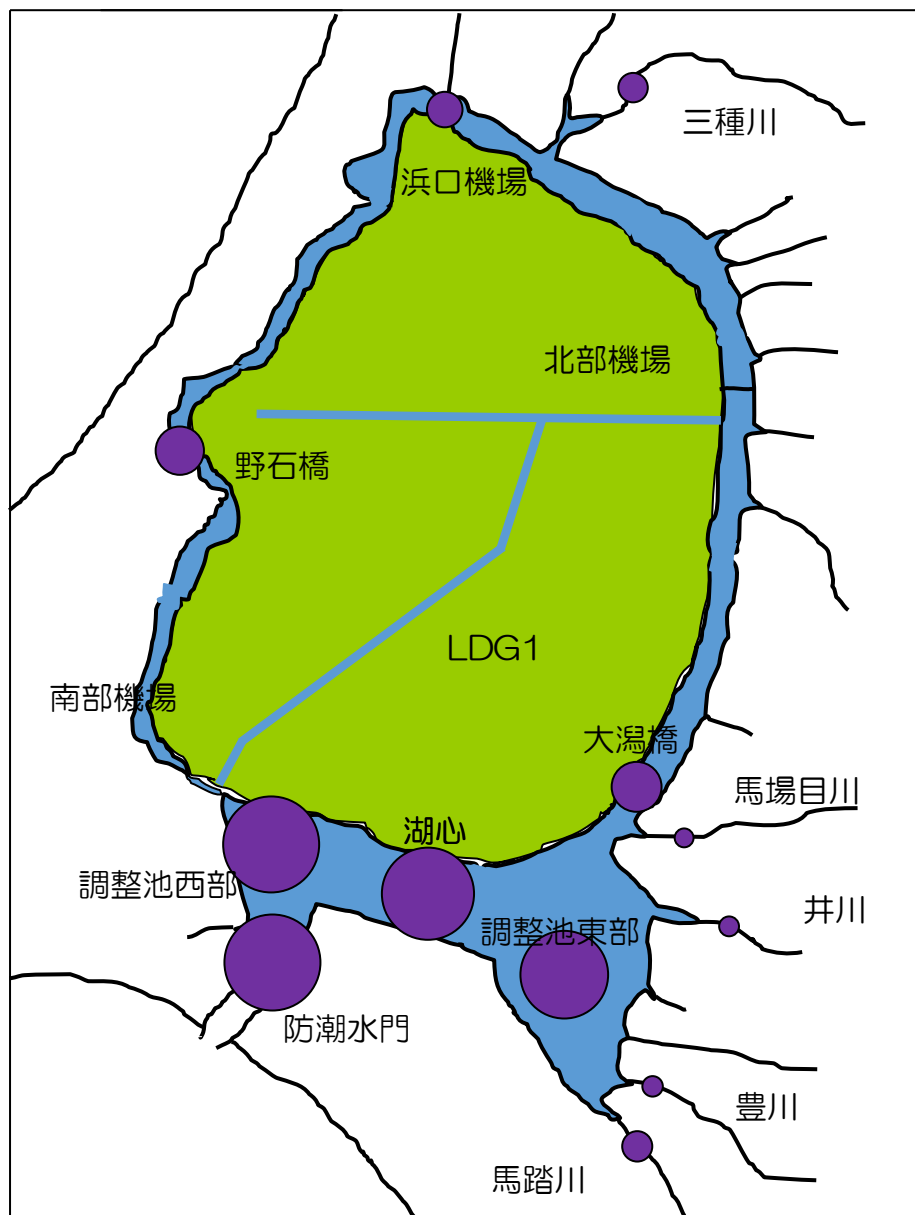 三種川
浜口機場
北部機場
野石橋
LDG1
南部機場
大潟橋
馬場目川
湖心
調整池西部
井川
調整池東部
防潮水門
豊川
馬踏川